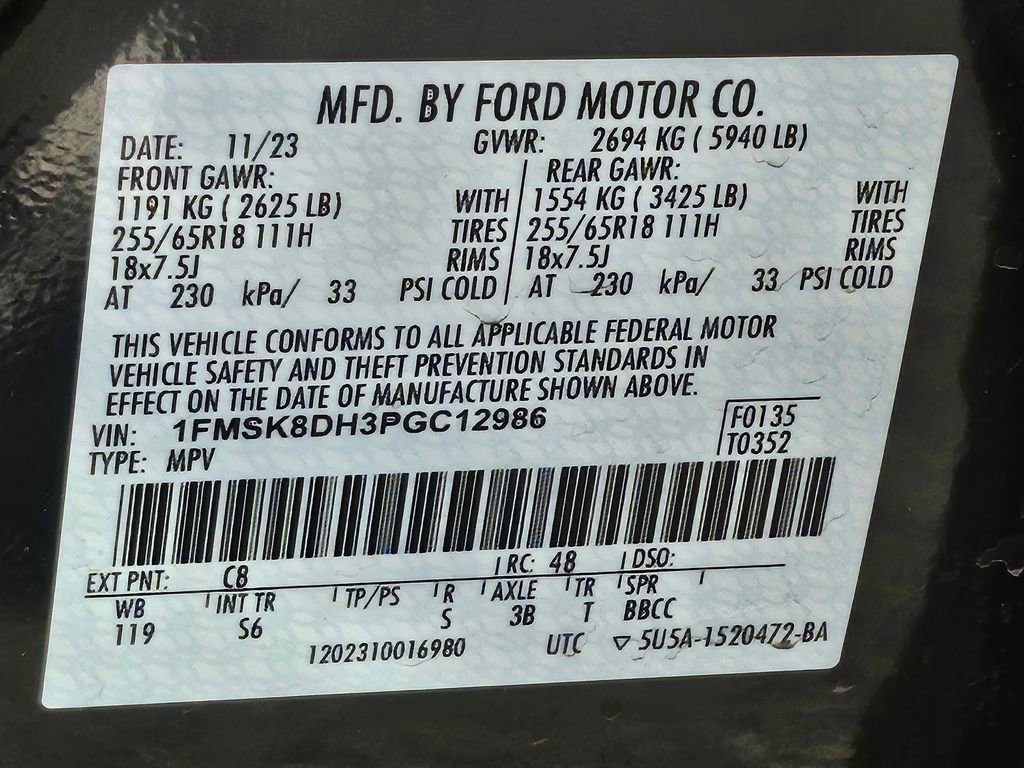 MFD. BY FORD MOTOR CO.
DATE: 11/23 GVWR: 2694 KG ( 5940 LB)
FRONT GAWR: REAR GAWR:
1191 KG ( 2625 LB) WITH 1554 KG ( 3425 LB) WITH
255/65R18 111H TIRES 255/65R18 111H TIRES
18x7.5J RIMS 18x7.5J RIMS
AT 230 kPa/ 33 PSI COLD AT 230 kPa/ 33 PSI COLD
THIS VEHICLE CONFORMS TO ALL APPLICABLE FEDERAL MOTOR
VEHICLE SAFETY AND THEFT PREVENTION STANDARDS IN
EFFECT ON THE DATE OF MANUFACTURE SHOWN ABOVE.
VIN: 1FMSK8DH3PGC12986 F0135
TYPE: MPV T0352
EXT PNT: C8 RC: 48 DSO:
WB INT TR TP/PS R AXLE TR SPR
119 S6 S 3B T BBCC
1202310016980 UTC ▽ 5U5A-1520472-BA